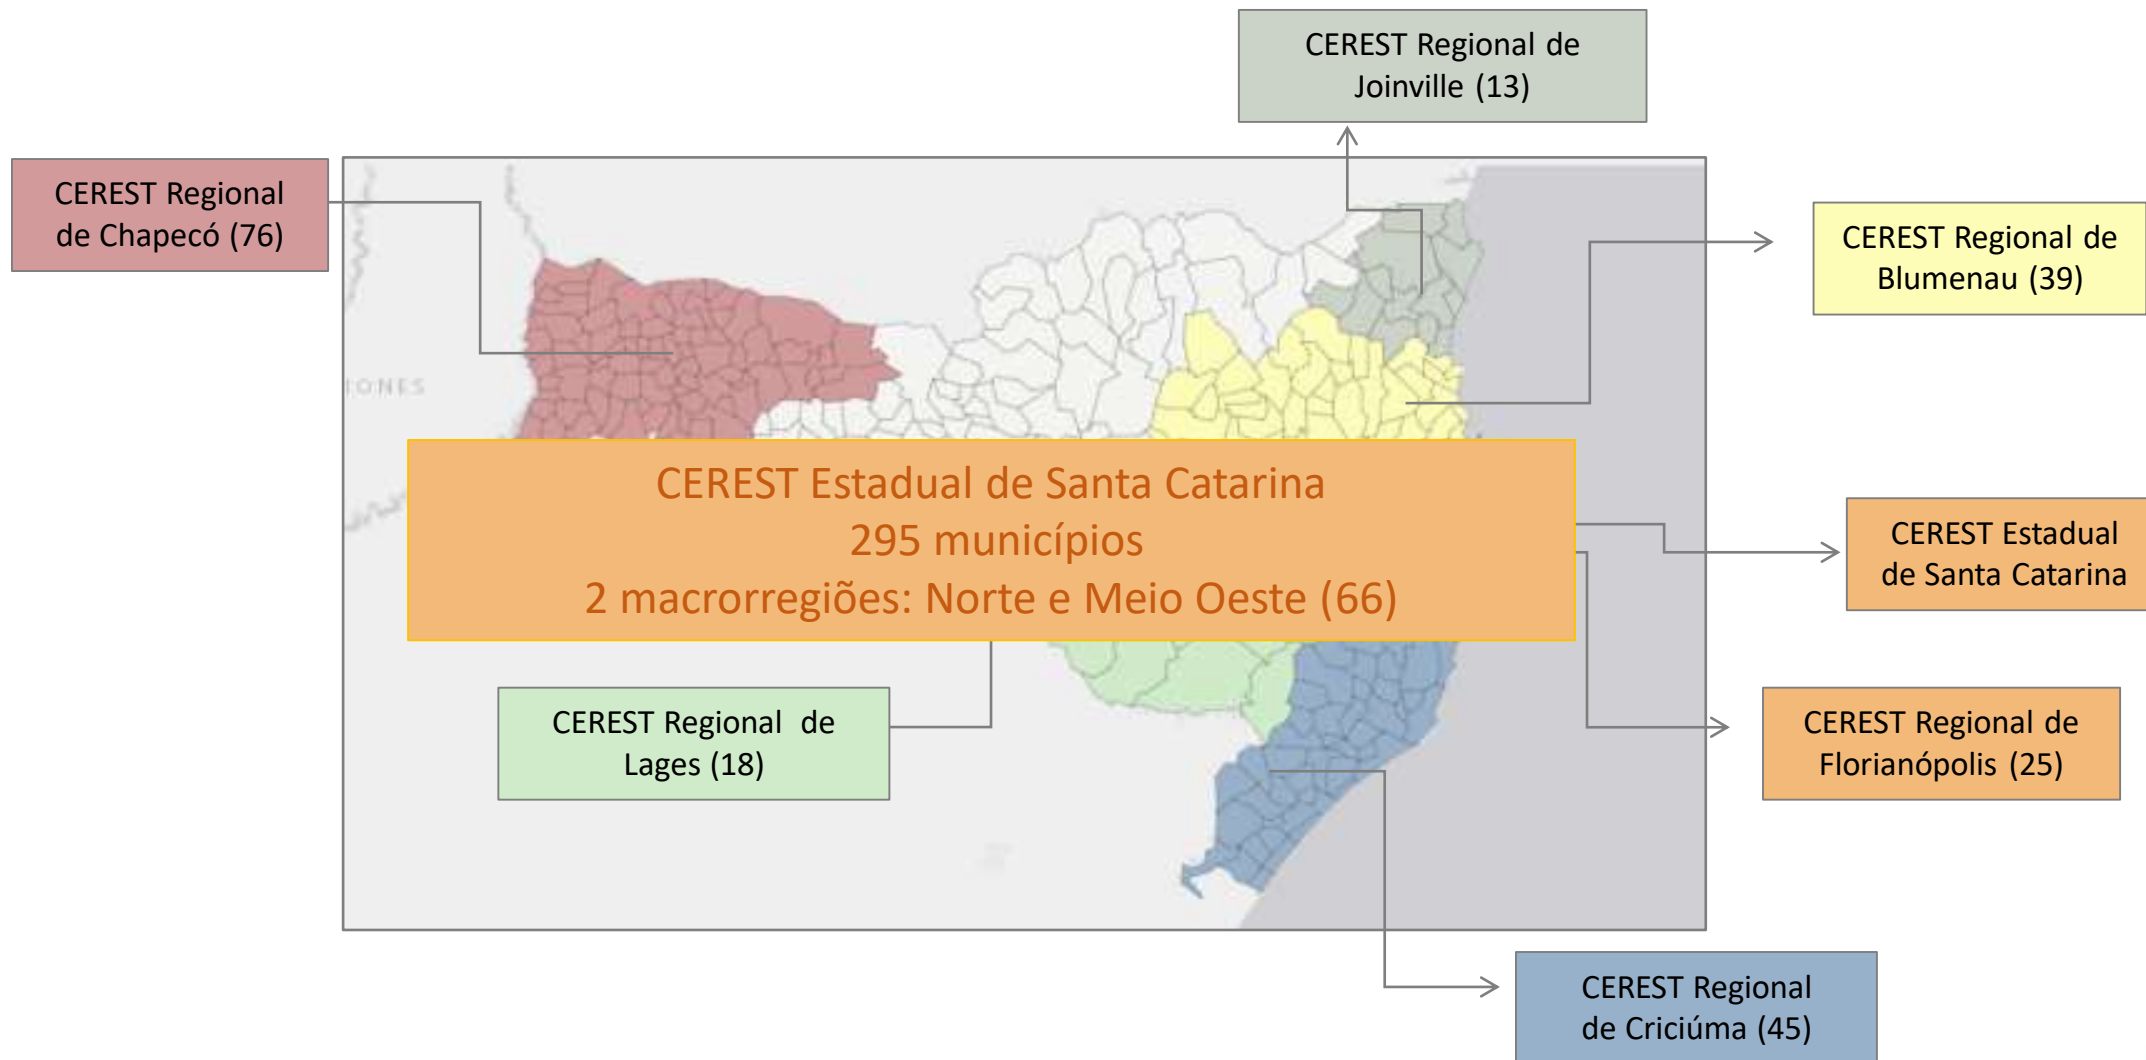 CEREST Regional de
Joinville (13)
CEREST Regional
de Chapecó (76)
CEREST Regional de
Blumenau (39)
IONES
CEREST Estadual de Santa Catarina
295 municípios
2 macrorregiões: Norte e Meio Oeste (66)
CEREST Estadual
de Santa Catarina
CEREST Regional de
Lages (18)
CEREST Regional de
Florianópolis (25)
CEREST Regional
de Criciúma (45)